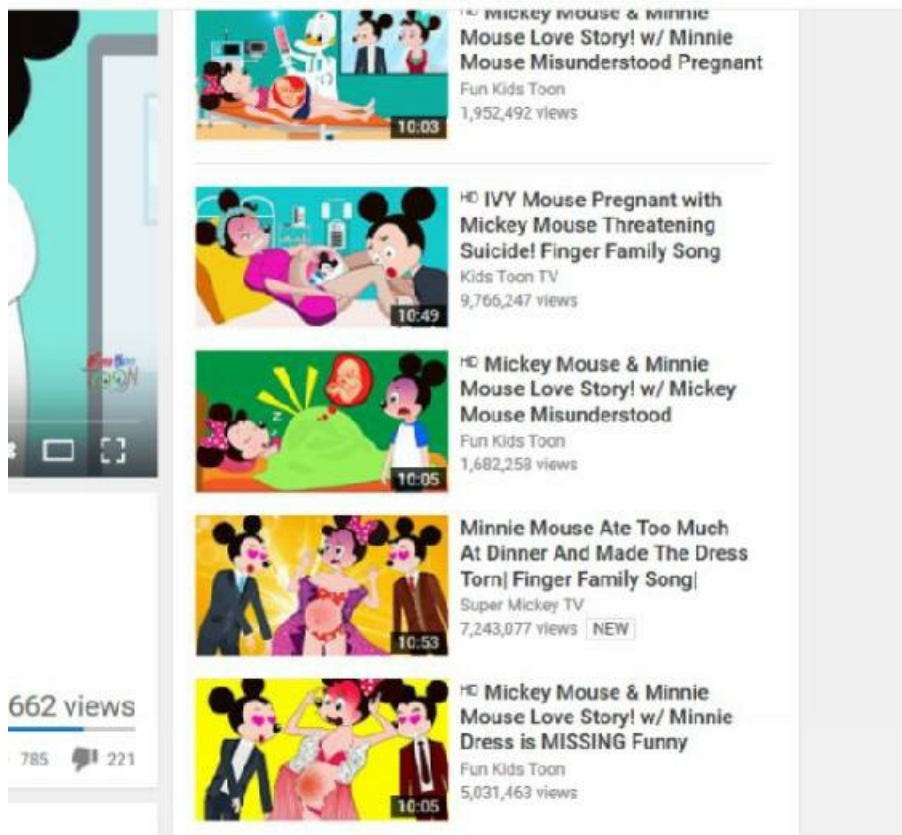 HD Mickey Mouse & Minnie
Mouse Love Story! w/ Minnie
Mouse Misunderstood Pregnant
Fun Kids Toon
1,952,492 views
10:03
HD IVY Mouse Pregnant with
Mickey Mouse Threatening
Suicide! Finger Family Song
Kids Toon TV
9,766,247 views
10:49
HD Mickey Mouse & Minnie
Mouse Love Story! w/ Mickey
Mouse Misunderstood
Fun Kids Toon
1,682,258 views
10:05
Minnie Mouse Ate Too Much
At Dinner And Made The Dress
Torn| Finger Family Song|
Super Mickey TV
7,243,077 views NEW
10:53
HD Mickey Mouse & Minnie
Mouse Love Story! w/ Minnie
Dress is MISSING Funny
Fun Kids Toon
5,031,463 views
10:05
TOON
662 views
785 221